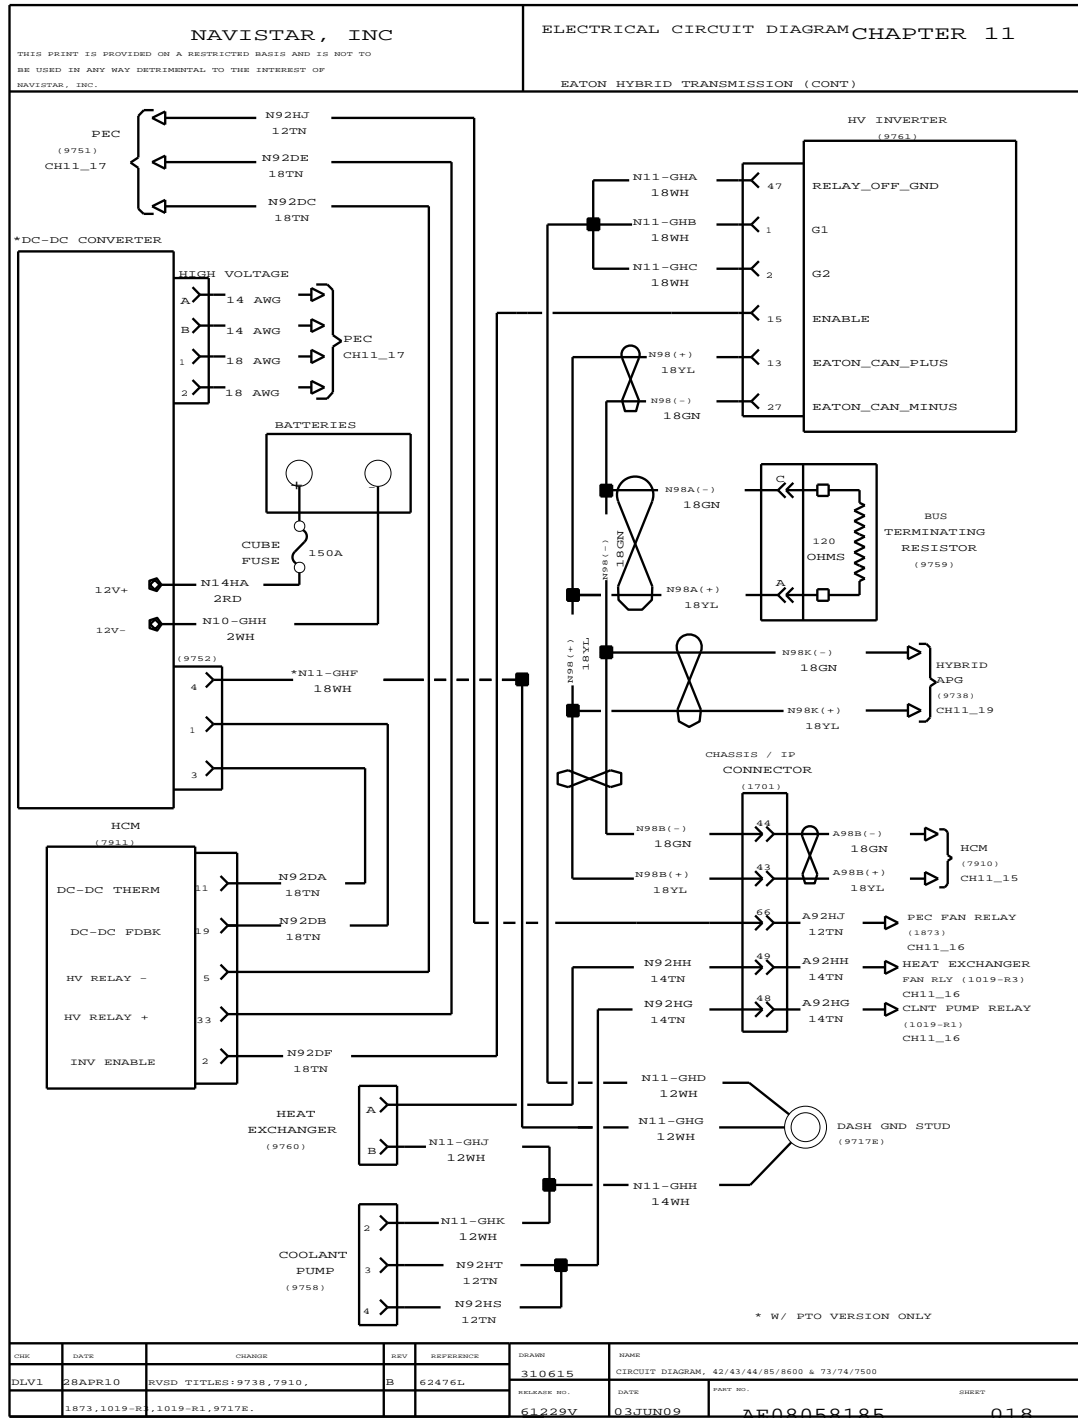 NAVISTAR, INC
THIS PRINT IS PROVIDED ON A RESTRICTED BASIS AND IS NOT TO
BE USED IN ANY WAY DETRIMENTAL TO THE INTEREST OF
NAVISTAR, INC.
ELECTRICAL CIRCUIT DIAGRAM
CHAPTER 11
EATON HYBRID TRANSMISSION (CONT)
PEC
(9751)
CH11_17
N92HJ
12TN
N92DE
18TN
N92DC
18TN
*DC-DC CONVERTER
HIGH VOLTAGE
A
14 AWG
B
14 AWG
1
18 AWG
2
18 AWG
PEC
CH11_17
BATTERIES
+
-
CUBE
FUSE
150A
12V+
N14HA
2RD
12V-
N10-GHH
2WH
(9752)
4
*N11-GHF
18WH
1
3
HCM
(7911)
DC-DC THERM
11
N92DA
18TN
DC-DC FDBK
19
N92DB
18TN
HV RELAY -
5
HV RELAY +
33
INV ENABLE
2
N92DF
18TN
HEAT
EXCHANGER
(9760)
A
B
N11-GHJ
12WH
COOLANT
PUMP
(9758)
2
N11-GHK
12WH
3
N92HT
12TN
4
N92HS
12TN
HV INVERTER
(9761)
N11-GHA
18WH
47
RELAY_OFF_GND
N11-GHB
18WH
1
G1
N11-GHC
18WH
2
G2
15
ENABLE
N98(+)
18YL
13
EATON_CAN_PLUS
N98(-)
18GN
27
EATON_CAN_MINUS
N98A(-)
18GN
C
120
OHMS
N98A(+)
18YL
A
BUS
TERMINATING
RESISTOR
(9759)
N98(-)
18GN
N98(+)
18YL
N98K(-)
18GN
N98K(+)
18YL
HYBRID
APG
(9738)
CH11_19
CHASSIS / IP
CONNECTOR
(1701)
N98B(-)
18GN
44
A98B(-)
18GN
N98B(+)
18YL
43
A98B(+)
18YL
HCM
(7910)
CH11_15
66
A92HJ
12TN
PEC FAN RELAY
(1873)
CH11_16
N92HH
14TN
49
A92HH
14TN
HEAT EXCHANGER
FAN RLY (1019-R3)
CH11_16
N92HG
14TN
48
A92HG
14TN
CLNT PUMP RELAY
(1019-R1)
CH11_16
N11-GHD
12WH
N11-GHG
12WH
N11-GHH
14WH
DASH GND STUD
(9717E)
* W/ PTO VERSION ONLY
CHK
DATE
CHANGE
REV
REFERENCE
DLV1
28APR10
RVSD TITLES:9738,7910,
B
62476L
1873,1019-R3,1019-R1,9717E.
DRAWN
310615
NAME
CIRCUIT DIAGRAM, 42/43/44/85/8600 & 73/74/7500
RELEASE NO.
61229V
DATE
03JUN09
PART NO.
AE08058185
SHEET
018